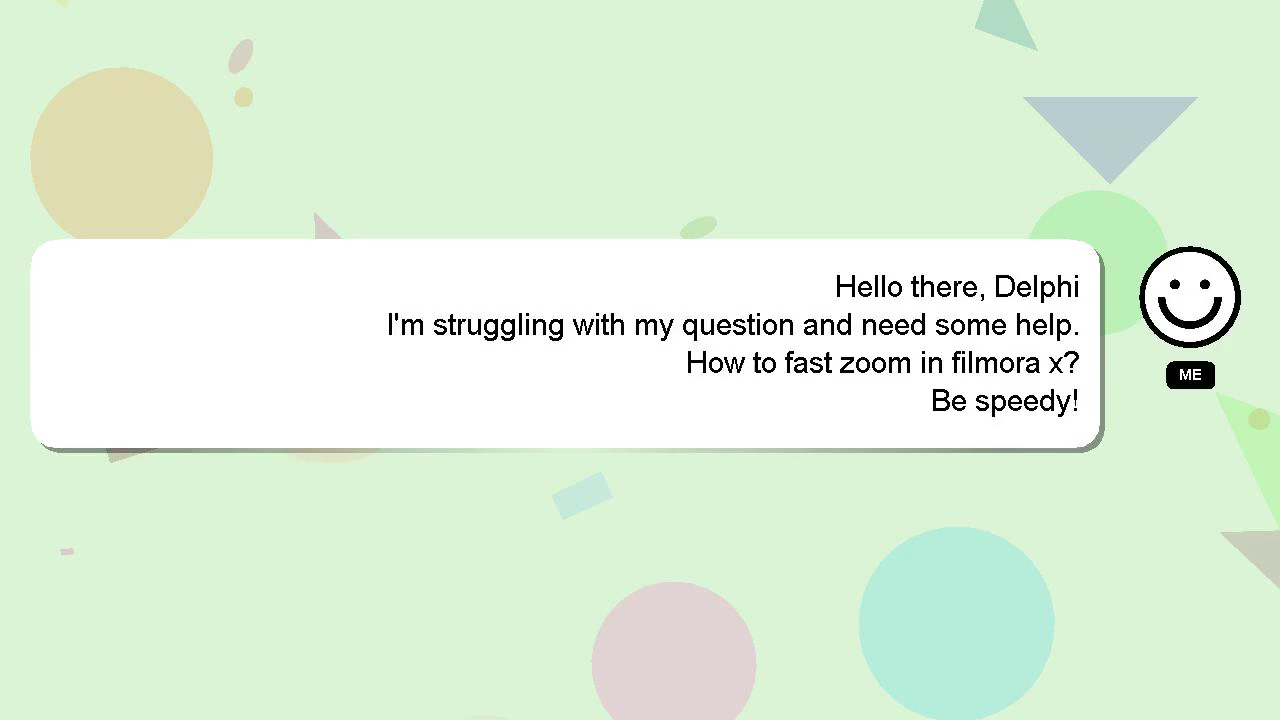 Hello there, Delphi
I'm struggling with my question and need some help.
How to fast zoom in filmora x?
Be speedy!
ME